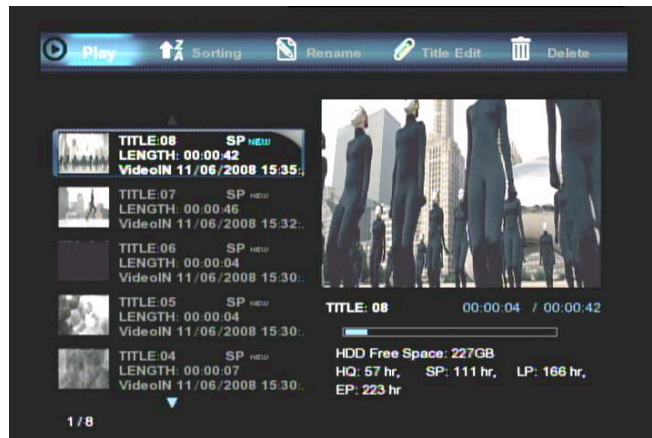 Play
Z
A
Sorting
Rename
Title Edit
Delete
TITLE:08 SP NEW
LENGTH: 00:00:42
VideoIN 11/06/2008 15:35:.
TITLE:07 SP NEW
LENGTH: 00:00:46
VideoIN 11/06/2008 15:32:.
TITLE:06 SP NEW
LENGTH: 00:00:04
VideoIN 11/06/2008 15:30:.
TITLE:05 SP NEW
LENGTH: 00:00:04
VideoIN 11/06/2008 15:30:.
TITLE:04 SP NEW
LENGTH: 00:00:07
VideoIN 11/06/2008 15:30:.
1 / 8
TITLE: 08 00:00:04 / 00:00:42
HDD Free Space: 227GB
HQ: 57 hr, SP: 111 hr, LP: 166 hr,
EP: 223 hr